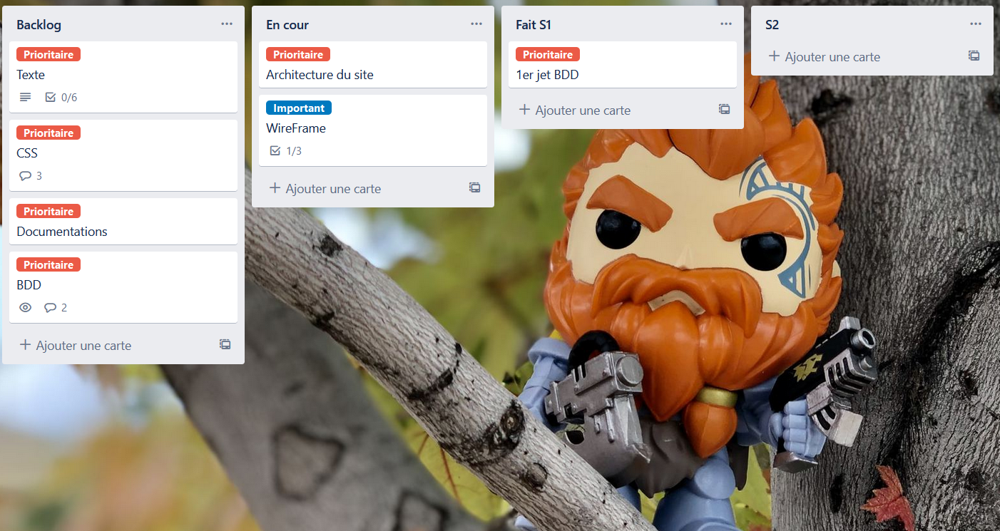 Backlog
Prioritaire
Texte
0/6
Prioritaire
CSS
3
Prioritaire
Documentations
Prioritaire
BDD
2
+ Ajouter une carte
En cour
Prioritaire
Architecture du site
Important
WireFrame
1/3
+ Ajouter une carte
Fait S1
Prioritaire
1er jet BDD
+ Ajouter une carte
S2
+ Ajouter une carte